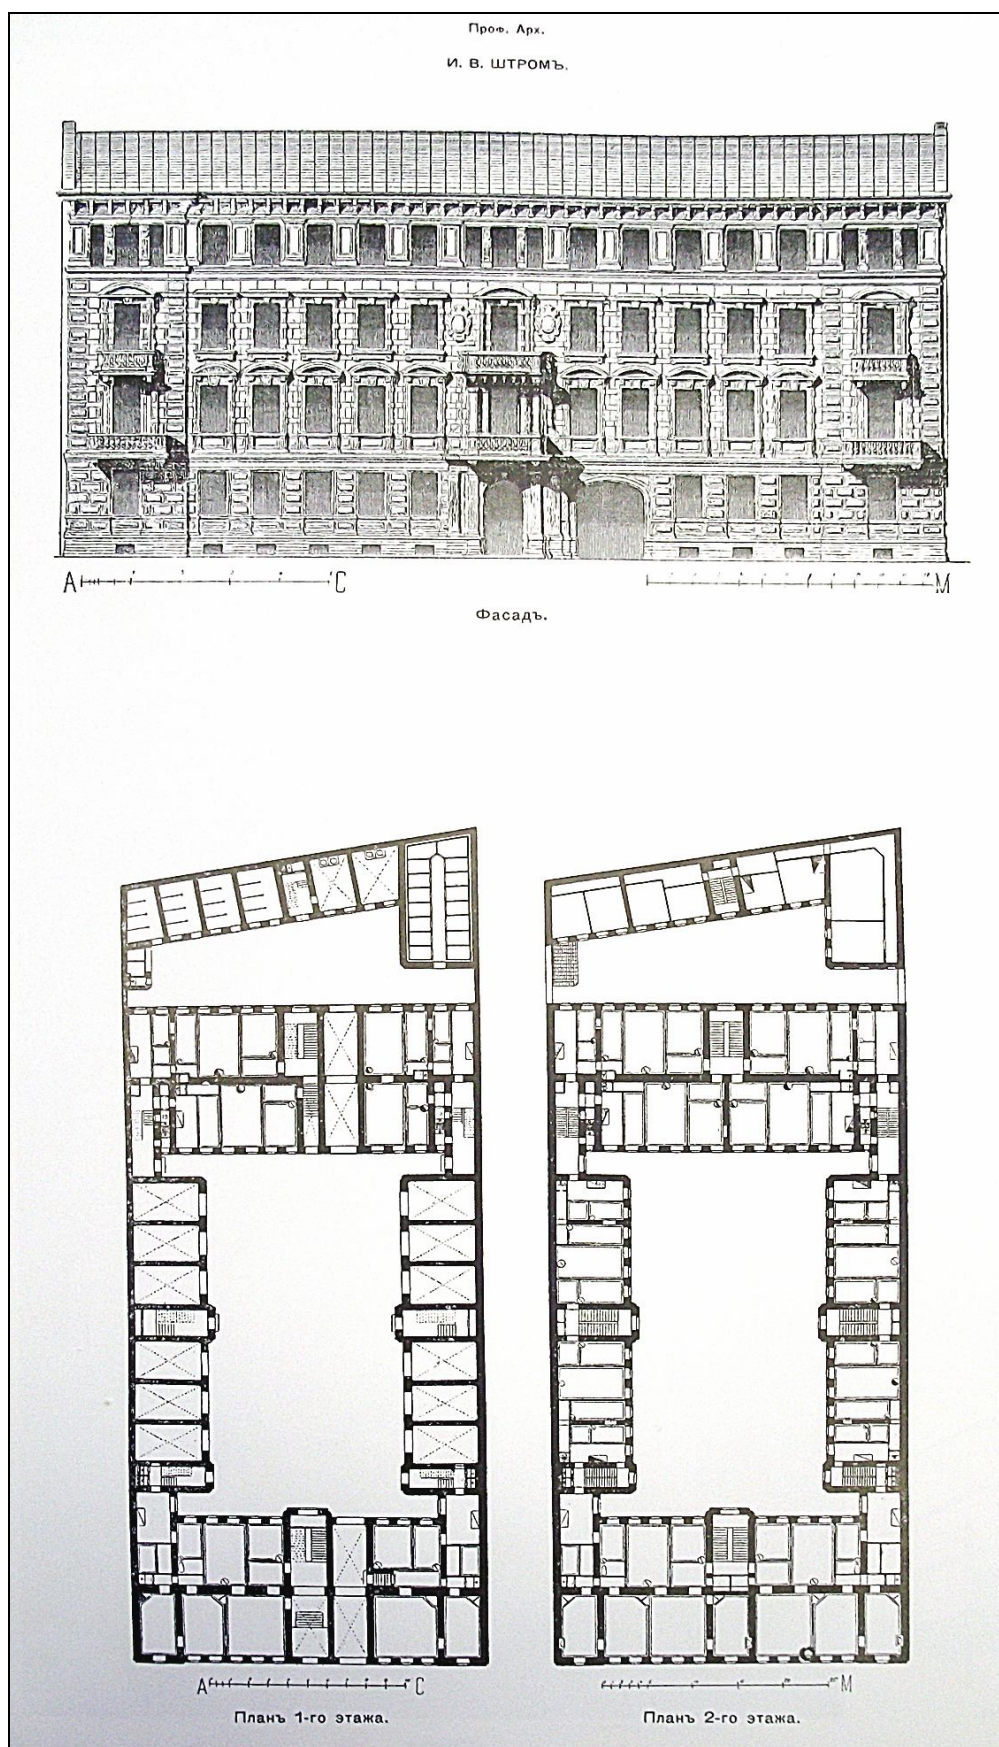 Проф. Арх.
И. В. ШТРОМЪ.
А С М
Фасадъ.
А С М
Планъ 1-го этажа. Планъ 2-го этажа.